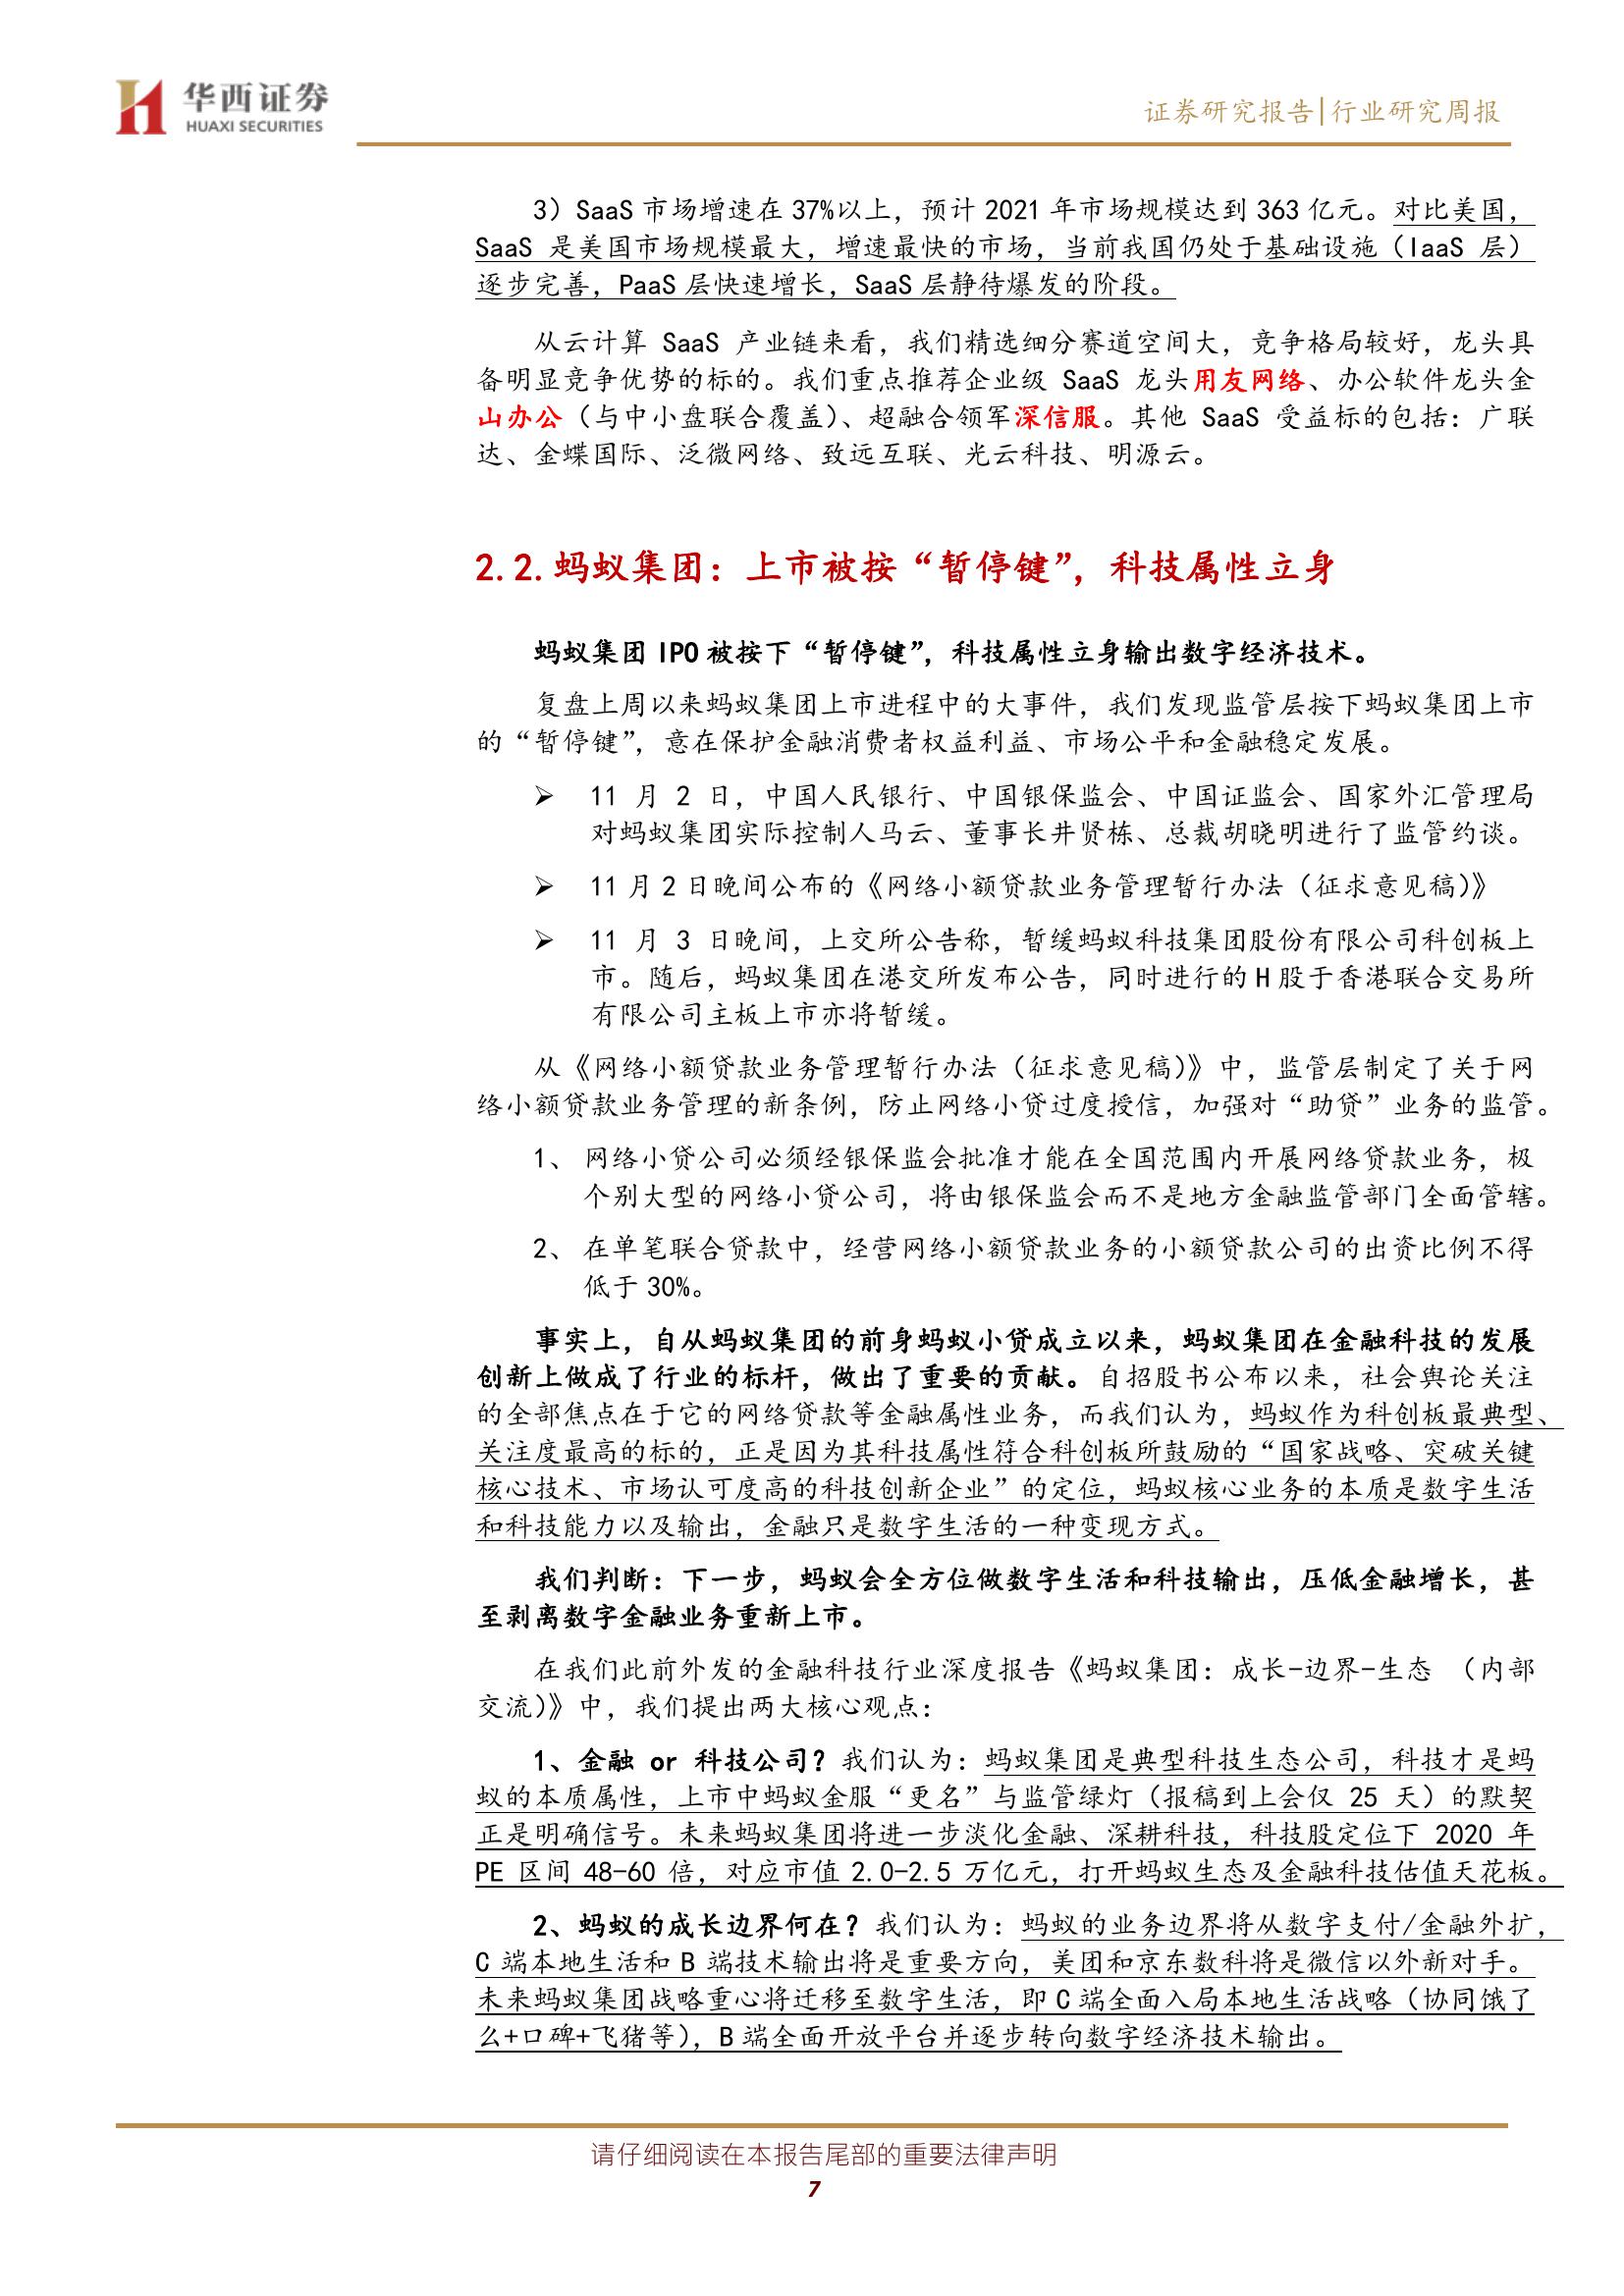 华西证券
HUAXI SECURITIES
证券研究报告|行业研究周报
3）SaaS 市场增速在 37%以上，预计 2021 年市场规模达到 363 亿元。对比美国，
SaaS 是美国市场规模最大，增速最快的市场，当前我国仍处于基础设施（IaaS 层）
逐步完善，PaaS 层快速增长，SaaS 层静待爆发的阶段。
从云计算 SaaS 产业链来看，我们精选细分赛道空间大，竞争格局较好，龙头具
备明显竞争优势的标的。我们重点推荐企业级 SaaS 龙头用友网络、办公软件龙头金
山办公（与中小盘联合覆盖）、超融合领军深信服。其他 SaaS 受益标的包括：广联
达、金蝶国际、泛微网络、致远互联、光云科技、明源云。
2.2.蚂蚁集团：上市被按“暂停键”，科技属性立身
蚂蚁集团 IPO 被按下“暂停键”，科技属性立身输出数字经济技术。
复盘上周以来蚂蚁集团上市进程中的大事件，我们发现监管层按下蚂蚁集团上市
的“暂停键”，意在保护金融消费者权益利益、市场公平和金融稳定发展。
➢ 11 月 2 日，中国人民银行、中国银保监会、中国证监会、国家外汇管理局
对蚂蚁集团实际控制人马云、董事长井贤栋、总裁胡晓明进行了监管约谈。
➢ 11 月 2 日晚间公布的《网络小额贷款业务管理暂行办法（征求意见稿）》
➢ 11 月 3 日晚间，上交所公告称，暂缓蚂蚁科技集团股份有限公司科创板上
市。随后，蚂蚁集团在港交所发布公告，同时进行的 H 股于香港联合交易所
有限公司主板上市亦将暂缓。
从《网络小额贷款业务管理暂行办法（征求意见稿）》中，监管层制定了关于网
络小额贷款业务管理的新条例，防止网络小贷过度授信，加强对“助贷”业务的监管。
1、 网络小贷公司必须经银保监会批准才能在全国范围内开展网络贷款业务，极
个别大型的网络小贷公司，将由银保监会而不是地方金融监管部门全面管辖。
2、 在单笔联合贷款中，经营网络小额贷款业务的小额贷款公司的出资比例不得
低于 30%。
事实上，自从蚂蚁集团的前身蚂蚁小贷成立以来，蚂蚁集团在金融科技的发展
创新上做成了行业的标杆，做出了重要的贡献。自招股书公布以来，社会舆论关注
的全部焦点在于它的网络贷款等金融属性业务，而我们认为，蚂蚁作为科创板最典型、
关注度最高的标的，正是因为其科技属性符合科创板所鼓励的“国家战略、突破关键
核心技术、市场认可度高的科技创新企业”的定位，蚂蚁核心业务的本质是数字生活
和科技能力以及输出，金融只是数字生活的一种变现方式。
我们判断：下一步，蚂蚁会全方位做数字生活和科技输出，压低金融增长，甚
至剥离数字金融业务重新上市。
在我们此前外发的金融科技行业深度报告《蚂蚁集团：成长-边界-生态 （内部
交流）》中，我们提出两大核心观点：
1、金融 or 科技公司？我们认为：蚂蚁集团是典型科技生态公司，科技才是蚂
蚁的本质属性，上市中蚂蚁金服“更名”与监管绿灯（报稿到上会仅 25 天）的默契
正是明确信号。未来蚂蚁集团将进一步淡化金融、深耕科技，科技股定位下 2020 年
PE 区间 48-60 倍，对应市值 2.0-2.5 万亿元，打开蚂蚁生态及金融科技估值天花板。
2、蚂蚁的成长边界何在？我们认为：蚂蚁的业务边界将从数字支付/金融外扩，
C 端本地生活和 B 端技术输出将是重要方向，美团和京东数科将是微信以外新对手。
未来蚂蚁集团战略重心将迁移至数字生活，即 C 端全面入局本地生活战略（协同饿了
么+口碑+飞猪等），B 端全面开放平台并逐步转向数字经济技术输出。
请仔细阅读在本报告尾部的重要法律声明
7